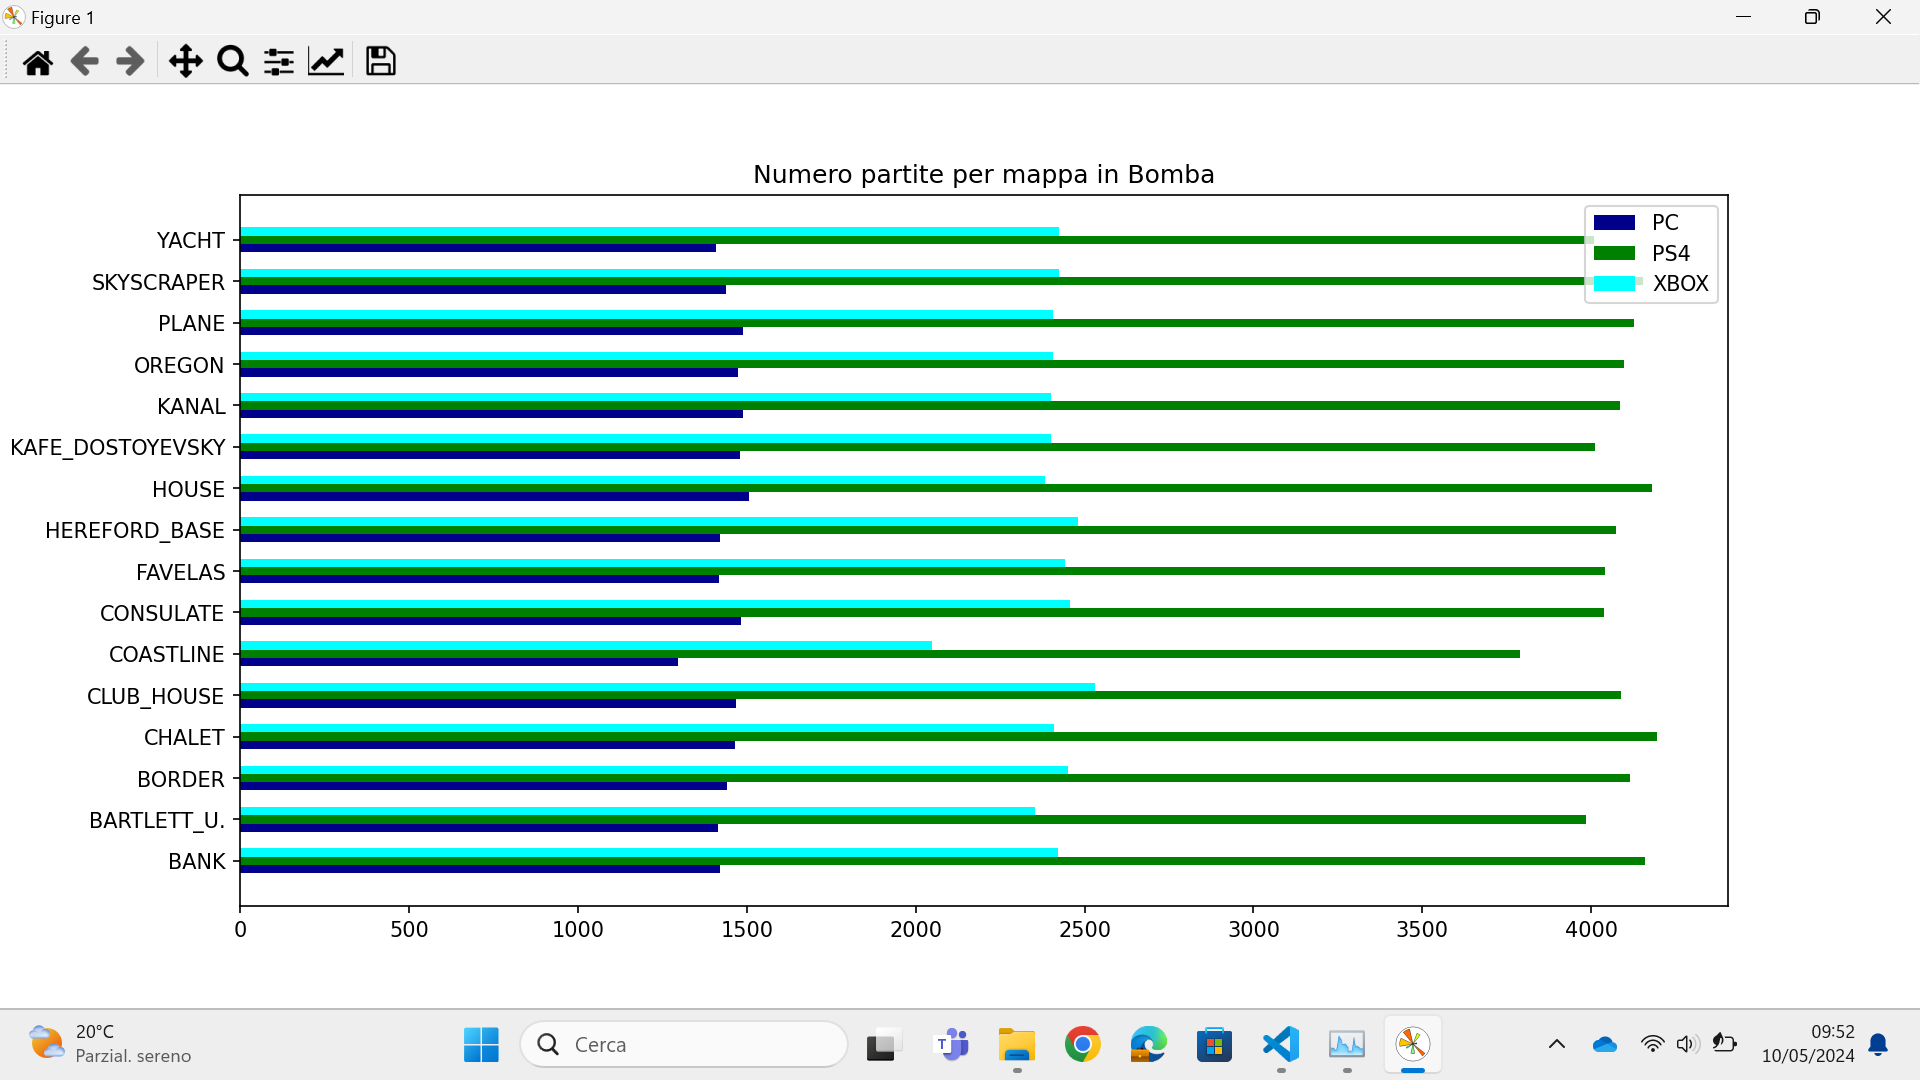 Figure 1
Numero partite per mappa in Bomba
PC
PS4
XBOX
YACHT
SKYSCRAPER
PLANE
OREGON
KANAL
KAFE_DOSTOYEVSKY
HOUSE
HEREFORD_BASE
FAVELAS
CONSULATE
COASTLINE
CLUB_HOUSE
CHALET
BORDER
BARTLETT_U.
BANK
0 500 1000 1500 2000 2500 3000 3500 4000
20°C
Parzial. sereno
Cerca
T
09:52
10/05/2024